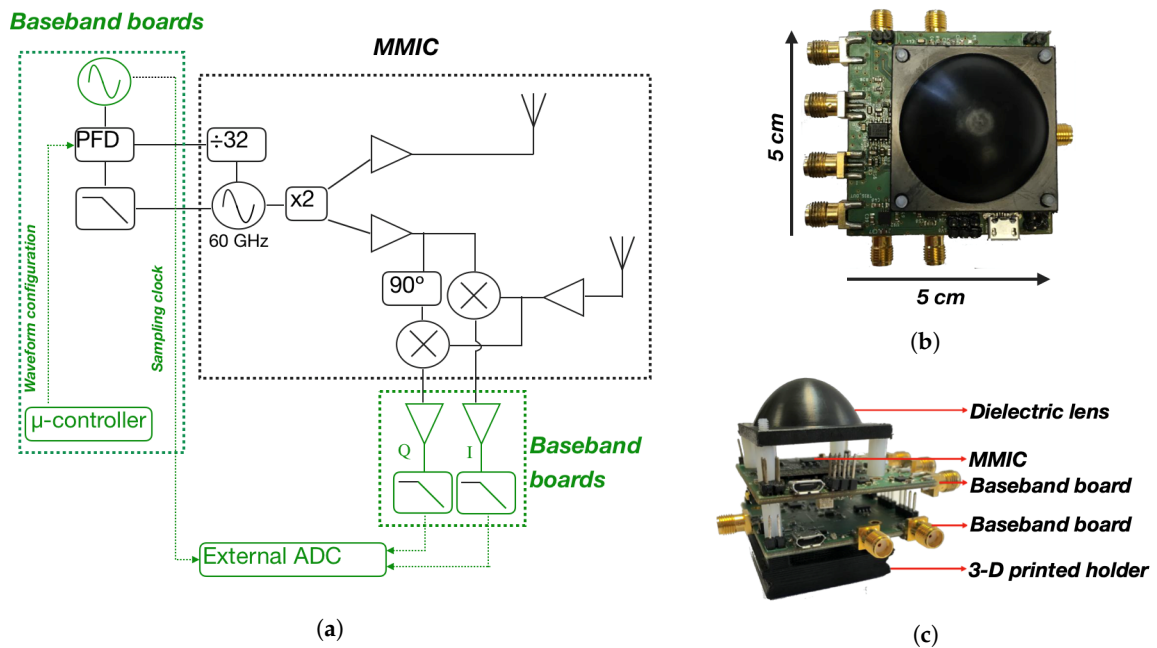 Baseband boards
MMIC
PFD
÷32
x2
60 GHz
90º
Waveform configuration
Sampling clock
µ-controller
Q
I
Baseband
boards
External ADC
(a)
5 cm
5 cm
(b)
Dielectric lens
MMIC
Baseband board
Baseband board
3-D printed holder
(c)